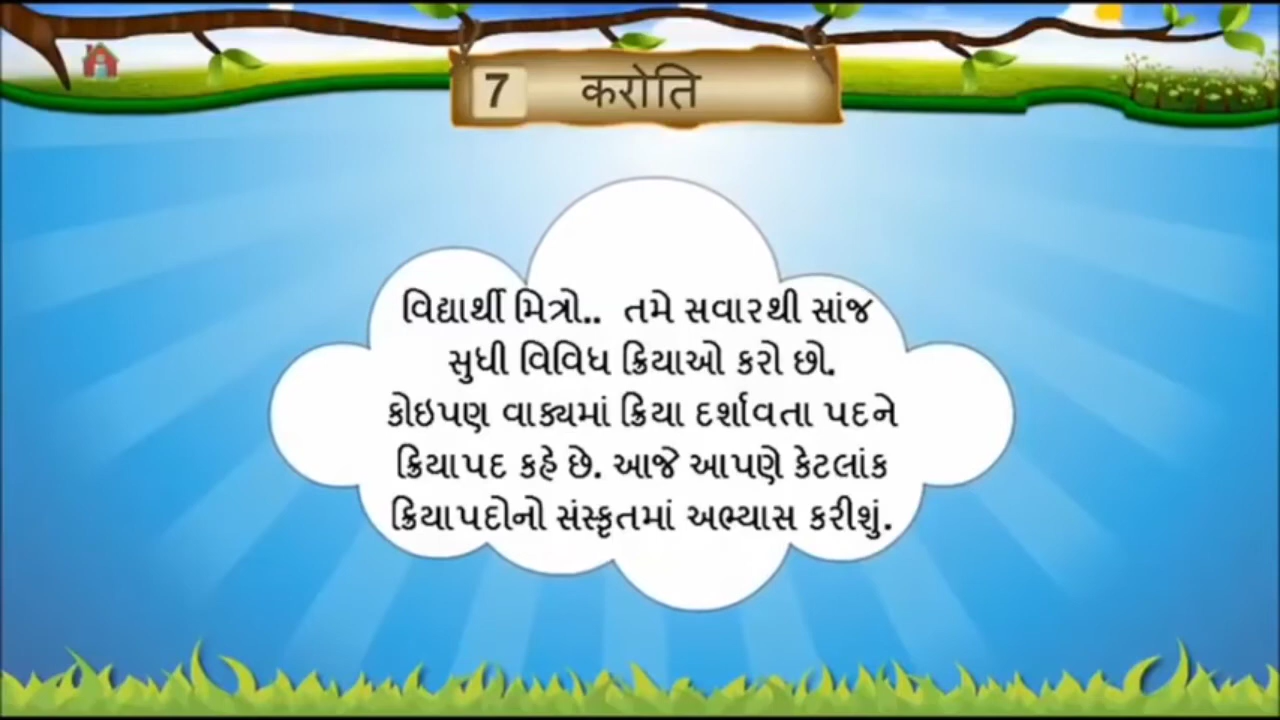 7 करोति
વિદ્યાર્થી મિત્રો.. તમે સવારથી સાંજ
સુધી વિવિધ ક્રિયાઓ કરો છો.
કોઇપણ વાક્યમાં ક્રિયા દર્શાવતા પદને
ક્રિયાપદ કહે છે. આજે આપણે કેટલાંક
ક્રિયાપદોનો સંસ્કૃતમાં અભ્યાસ કરીશું.